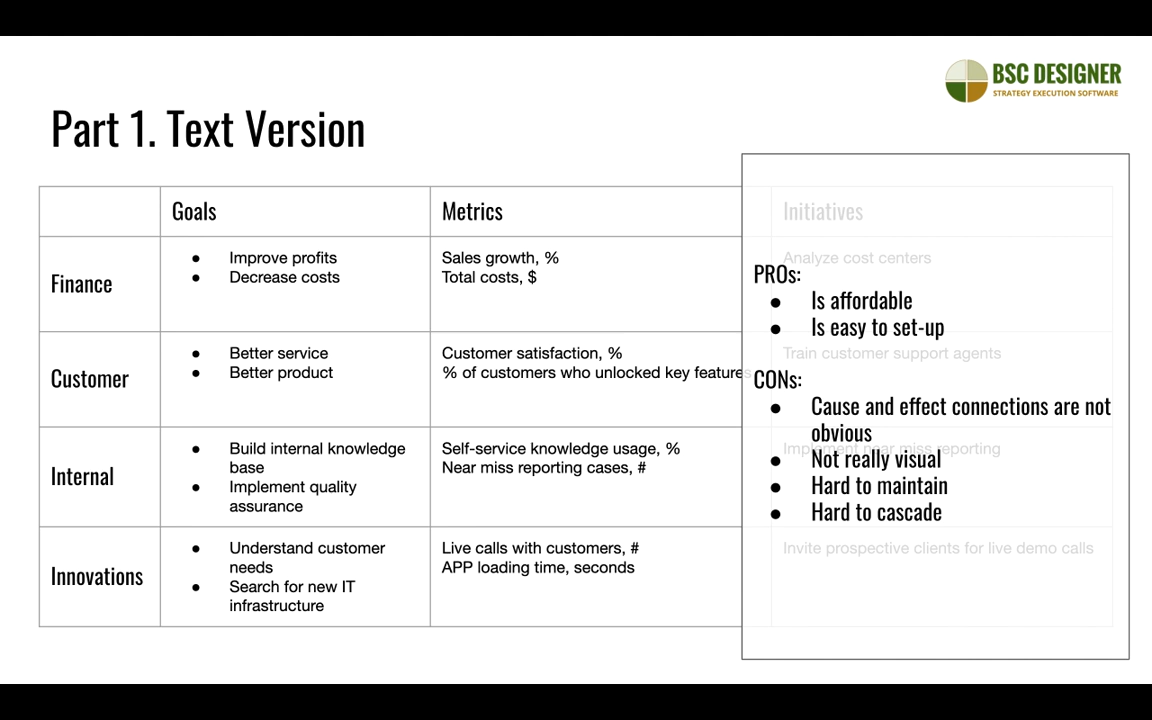 BSC DESIGNER
STRATEGY EXECUTION SOFTWARE
Part 1. Text Version
Goals
Metrics
Initiatives
Finance
● Improve profits
● Decrease costs
Sales growth, %
Total costs, $
Analyze cost centers
Customer
● Better service
● Better product
Customer satisfaction, %
% of customers who unlocked key features
Train customer support agents
Internal
● Build internal knowledge
base
● Implement quality
assurance
Self-service knowledge usage, %
Near miss reporting cases, #
Implement near miss reporting
Innovations
● Understand customer
needs
● Search for new IT
infrastructure
Live calls with customers, #
APP loading time, seconds
Invite prospective clients for live demo calls
PROs:
● Is affordable
● Is easy to set-up
CONs:
● Cause and effect connections are not
obvious
● Not really visual
● Hard to maintain
● Hard to cascade